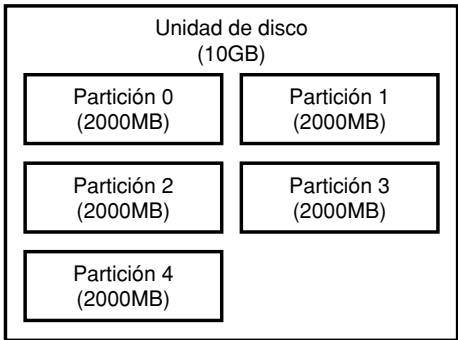 Unidad de disco
(10GB)
Partición 0
(2000MB)
Partición 1
(2000MB)
Partición 2
(2000MB)
Partición 3
(2000MB)
Partición 4
(2000MB)